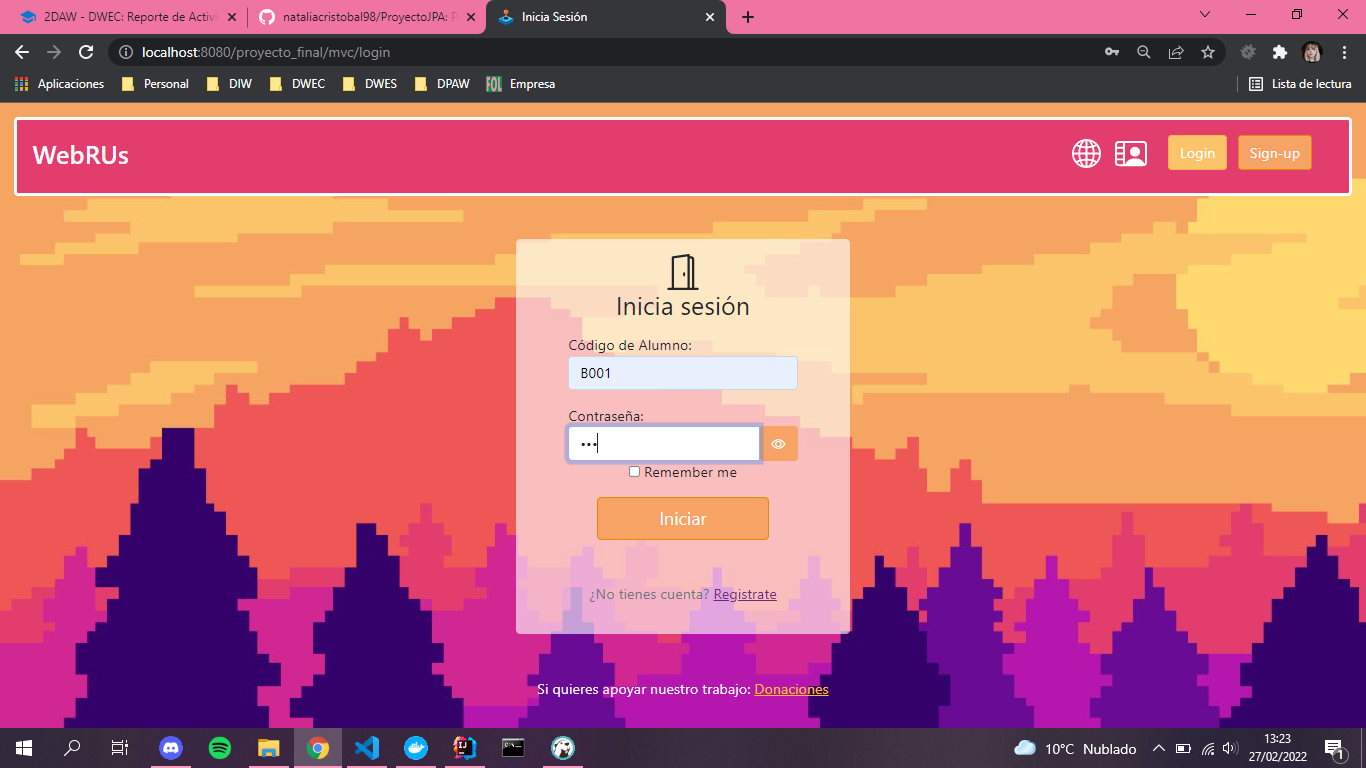 2DAW - DWEC: Reporte de Activi
nataliacristobal98/ProyectoJPA: P
Inicia Sesión
localhost:8080/proyecto_final/mvc/login
Aplicaciones
Personal
DIW
DWEC
DWES
DPAW
FOL
Empresa
Lista de lectura
WebRUs
Login
Sign-up
Inicia sesión
Código de Alumno:
B001
Contraseña:
•••
Remember me
Iniciar
¿No tienes cuenta? Registrate
Si quieres apoyar nuestro trabajo: Donaciones
10°C Nublado
13:23
27/02/2022
1